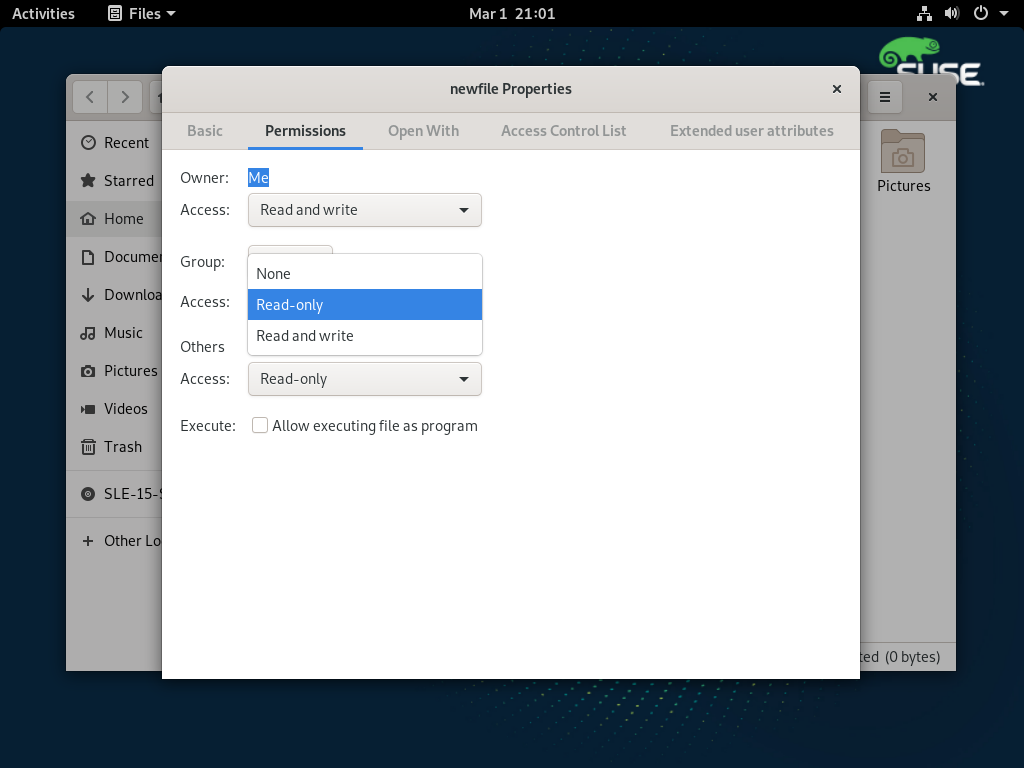 Activities Files Mar 1 21:01
SUSE
newfile Properties
Basic Permissions Open With Access Control List Extended user attributes
Recent
Starred
Home
Documen
Downloa
Music
Pictures
Videos
Trash
SLE-15-S
Other Lo
Owner: Me
Access: Read and write
Group:
None
Access: Read-only
Read and write
Others
Access: Read-only
Execute: Allow executing file as program
Pictures
ted (0 bytes)